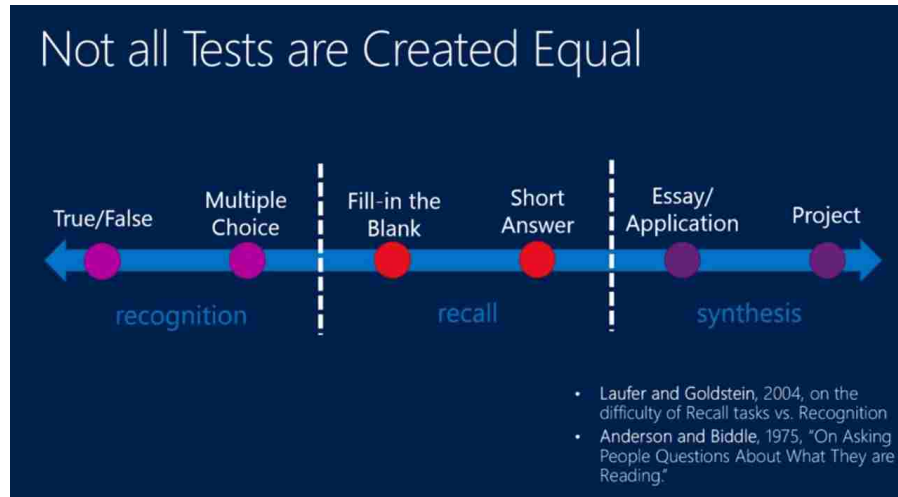 Not all Tests are Created Equal
True/False
Multiple
Choice
Fill-in the
Blank
Short
Answer
Essay/
Application
Project
recognition
recall
synthesis
• Laufer and Goldstein, 2004, on the
difficulty of Recall tasks vs. Recognition
• Anderson and Biddle, 1975, “On Asking
People Questions About What They are
Reading.”